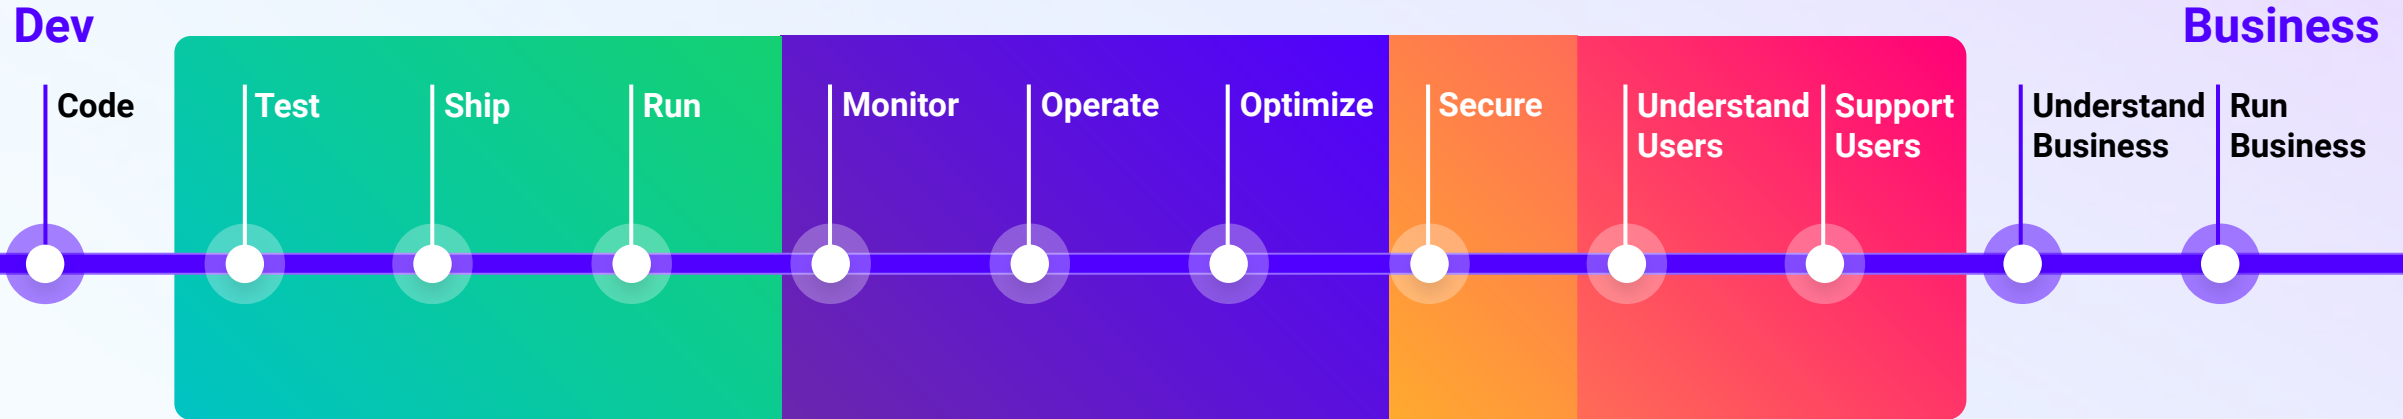 Dev
Business
Code
Test
Ship
Run
Monitor
Operate
Optimize
Secure
Understand
Users
Support
Users
Understand
Business
Run
Business